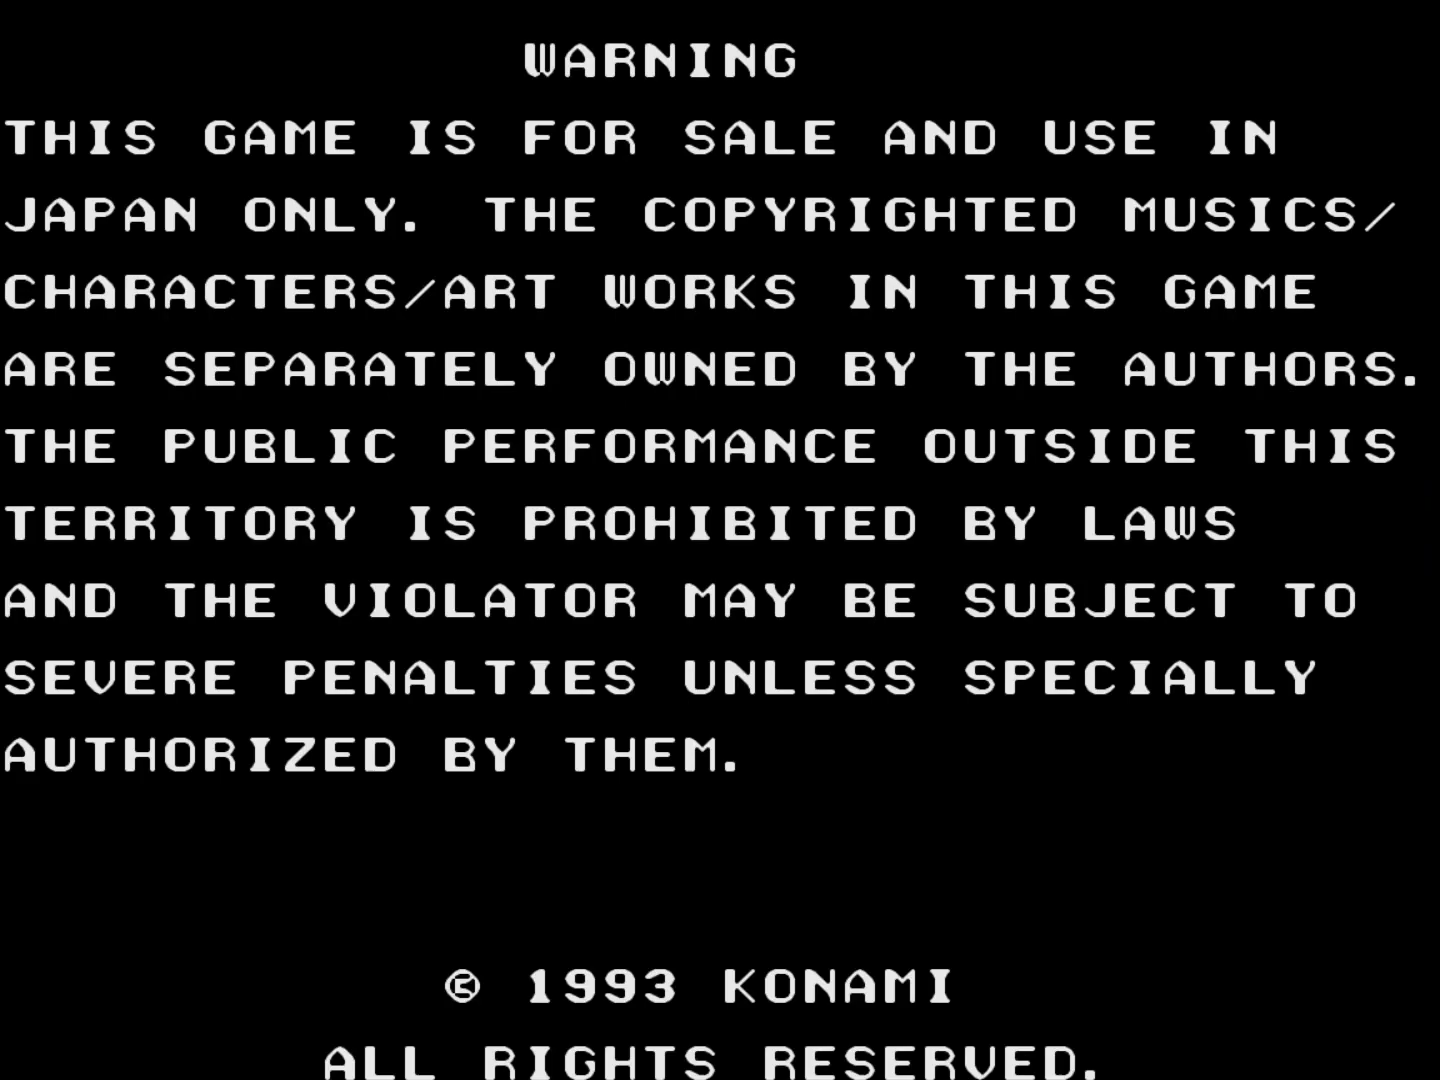 WARNING
THIS GAME IS FOR SALE AND USE IN
JAPAN ONLY. THE COPYRIGHTED MUSICS/
CHARACTERS/ART WORKS IN THIS GAME
ARE SEPARATELY OWNED BY THE AUTHORS.
THE PUBLIC PERFORMANCE OUTSIDE THIS
TERRITORY IS PROHIBITED BY LAWS
AND THE VIOLATOR MAY BE SUBJECT TO
SEVERE PENALTIES UNLESS SPECIALLY
AUTHORIZED BY THEM.
© 1993 KONAMI
ALL RIGHTS RESERVED.